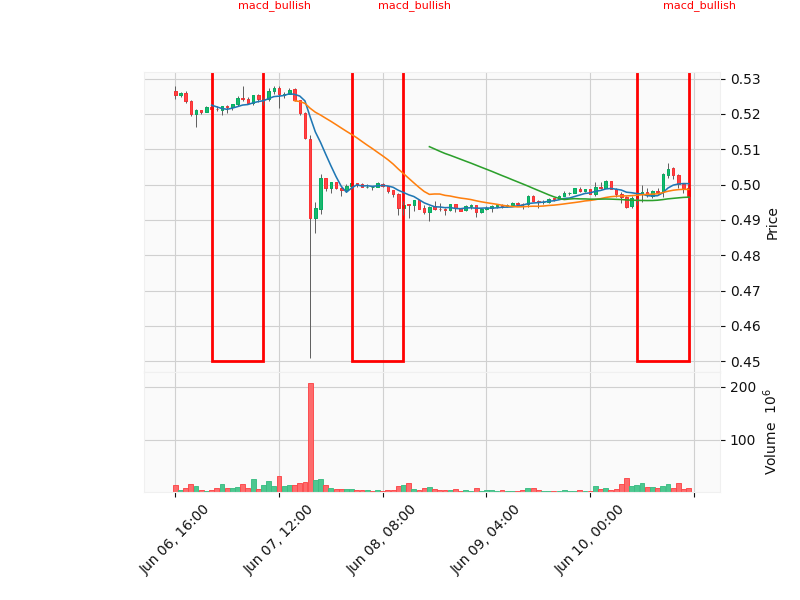 macd_bullish macd_bullish macd_bullish
0.53
0.52
0.51
0.50
0.49
0.48
0.47
0.46
0.45
Price
200
100
Volume 10^6
Jun 06, 16:00
Jun 07, 12:00
Jun 08, 08:00
Jun 09, 04:00
Jun 10, 00:00